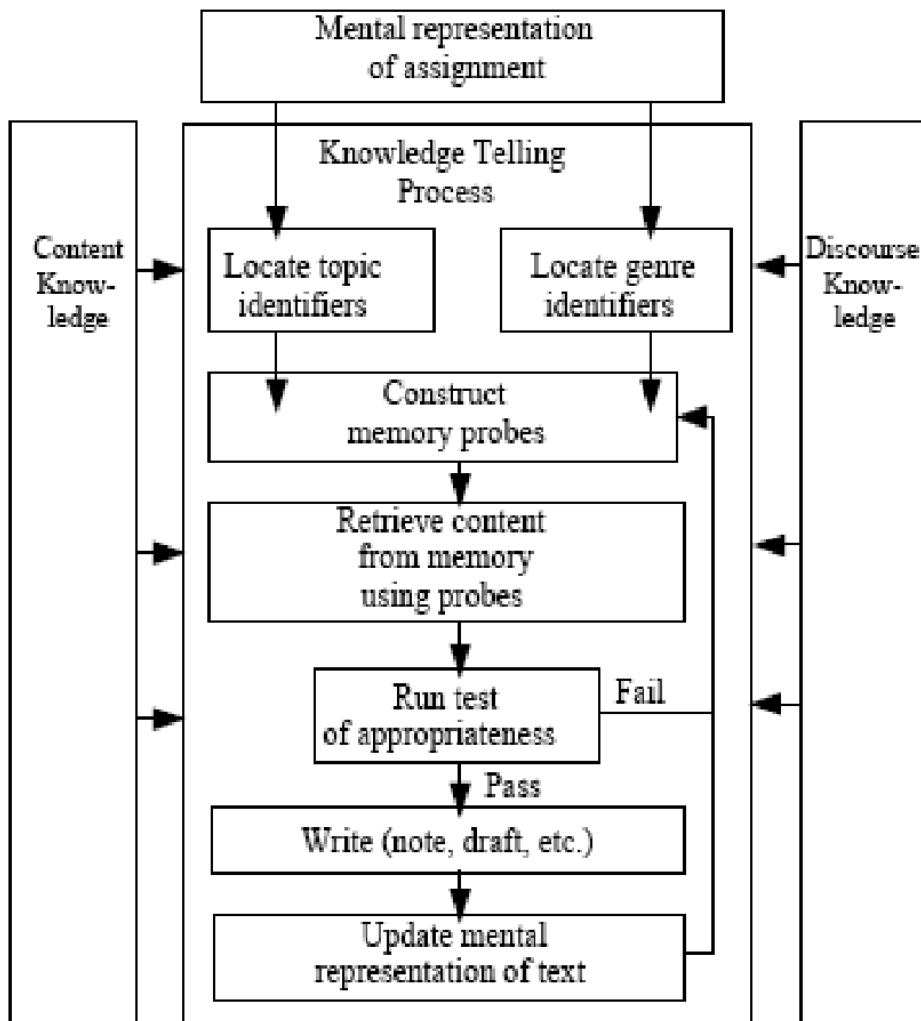 Mental representation
of assignment
Knowledge Telling
Process
Content
Know-
ledge
Locate topic
identifiers
Locate genre
identifiers
Discourse
Know-
ledge
Construct
memory probes
Retrieve content
from memory
using probes
Run test
of appropriateness
Fail
Pass
Write (note, draft, etc.)
Update mental
representation of text